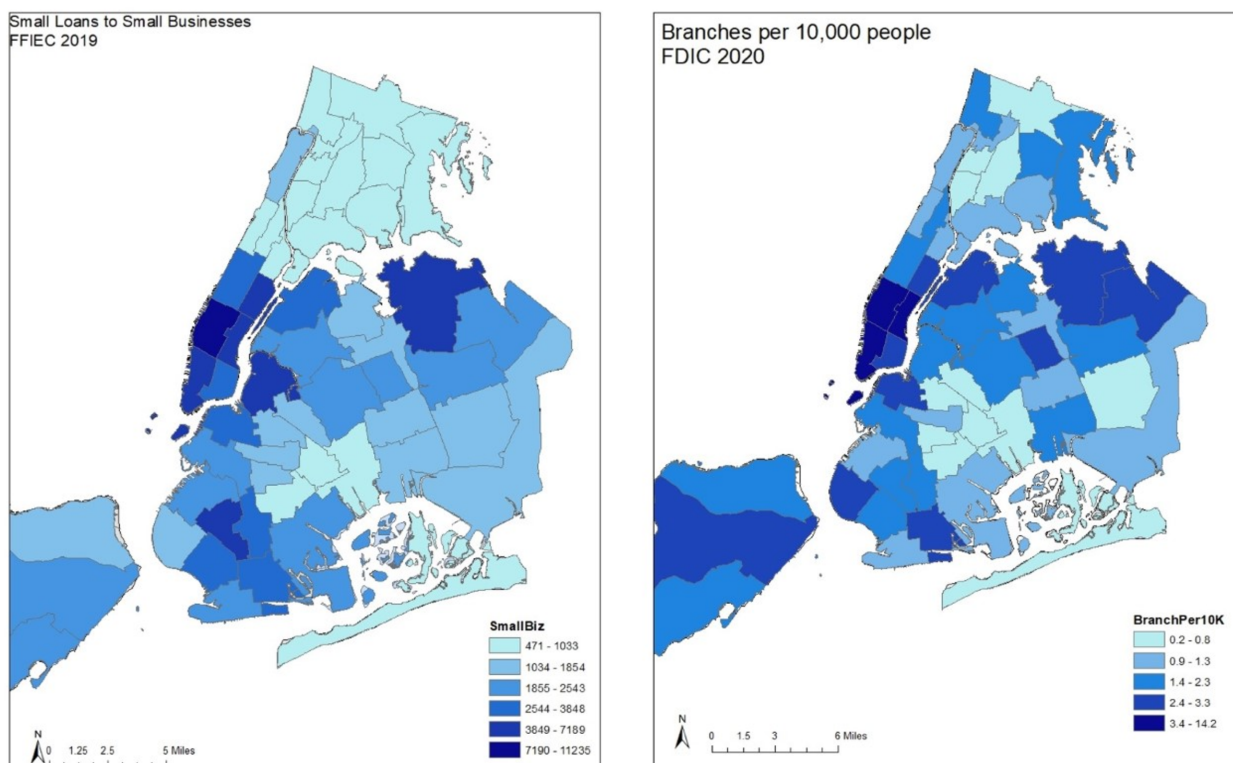 Small Loans to Small Businesses
FFIEC 2019
SmallBiz
471 - 1033
1034 - 1854
1855 - 2543
2544 - 3848
3849 - 7189
7190 - 11235
N
0 1.25 2.5 5 Miles
Branches per 10,000 people
FDIC 2020
BranchPer10K
0.2 - 0.8
0.9 - 1.3
1.4 - 2.3
2.4 - 3.3
3.4 - 14.2
N
0 1.5 3 6 Miles